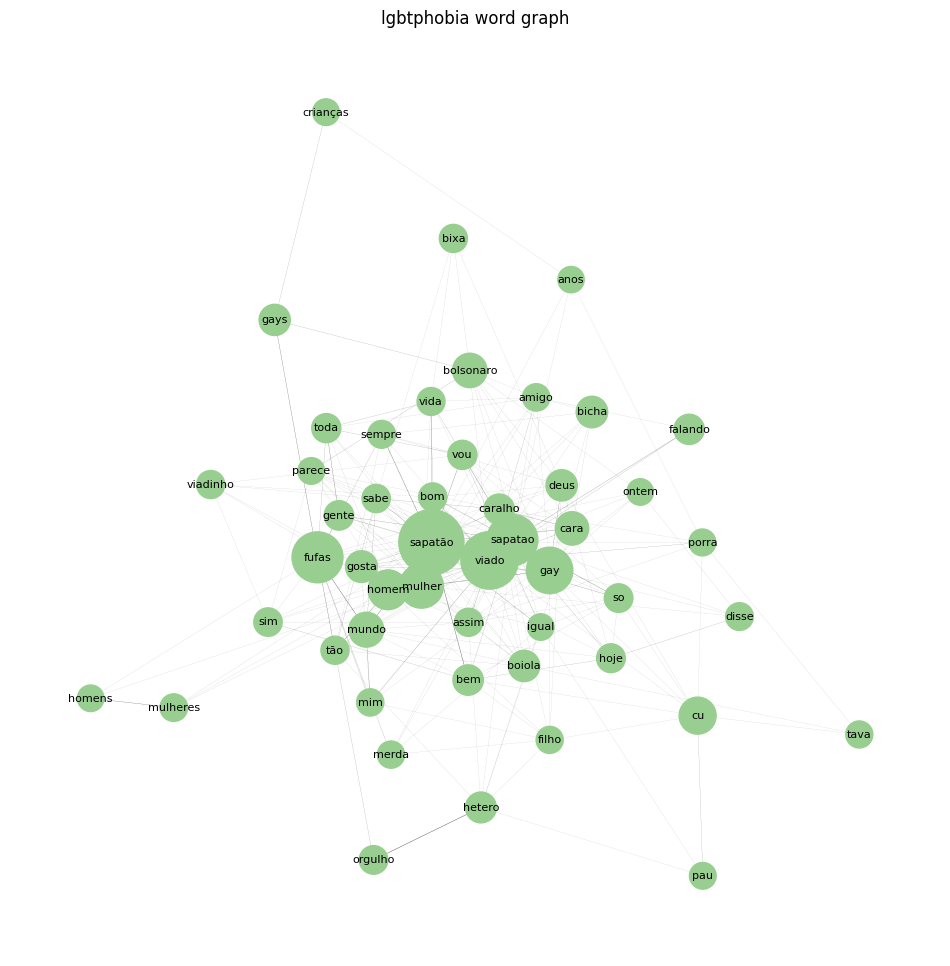 lgbtphobia word graph
crianças
bixa
anos
gays
bolsonaro
vida
amigo
bicha
toda
sempre
falando
vou
parece
viadinho
sabe
bom
deus
ontem
gente
caralho
cara
sapatão
sapatao
porra
fufas
viado
gosta
gay
homem
mulher
so
disse
sim
mundo
assim
igual
tão
hoje
boiola
bem
homens
mulheres
mim
cu
tava
merda
filho
hetero
orgulho
pau